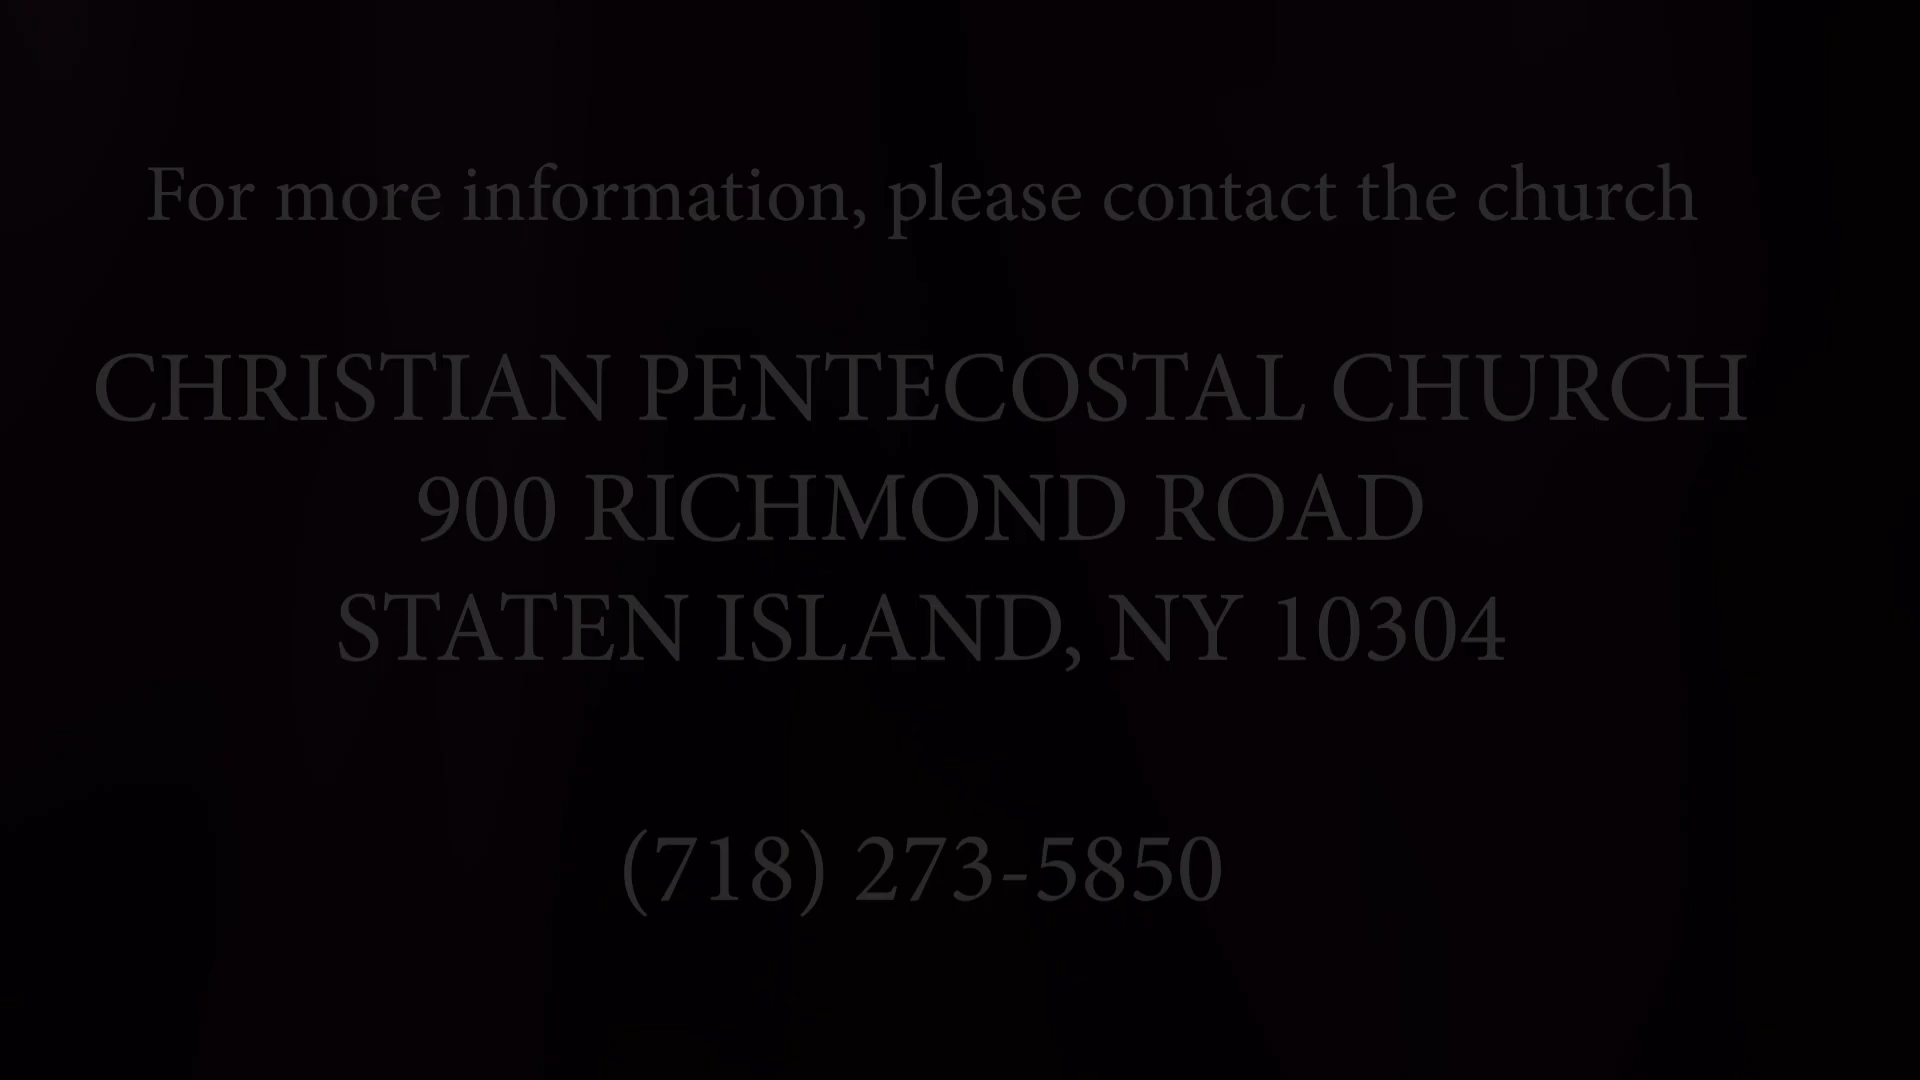 For more information, please contact the church
CHRISTIAN PENTECOSTAL CHURCH
900 RICHMOND ROAD
STATEN ISLAND, NY 10304
(718) 273-5850